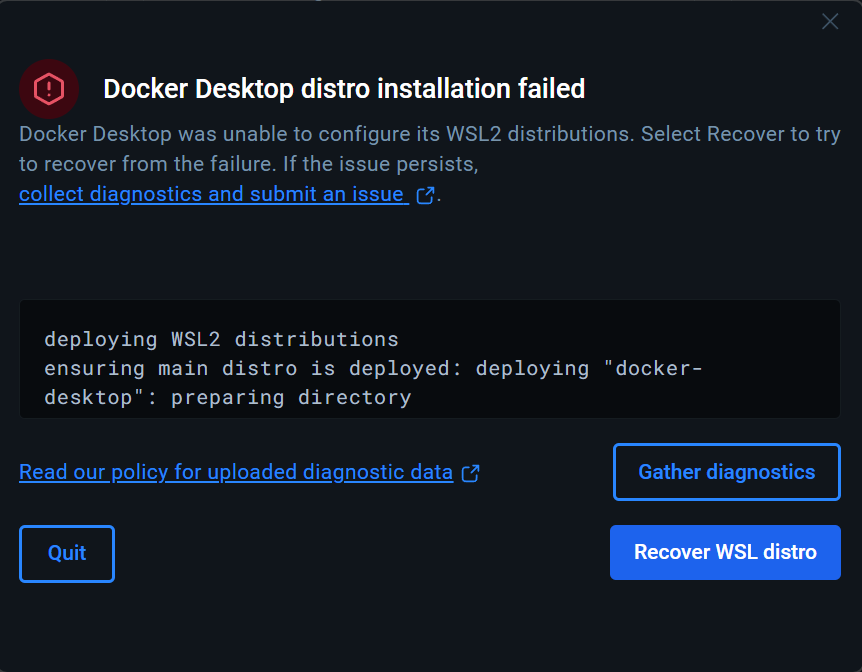 Docker Desktop distro installation failed
Docker Desktop was unable to configure its WSL2 distributions. Select Recover to try
to recover from the failure. If the issue persists,
collect diagnostics and submit an issue .
deploying WSL2 distributions
ensuring main distro is deployed: deploying "docker-
desktop": preparing directory
Read our policy for uploaded diagnostic data
Gather diagnostics
Quit
Recover WSL distro